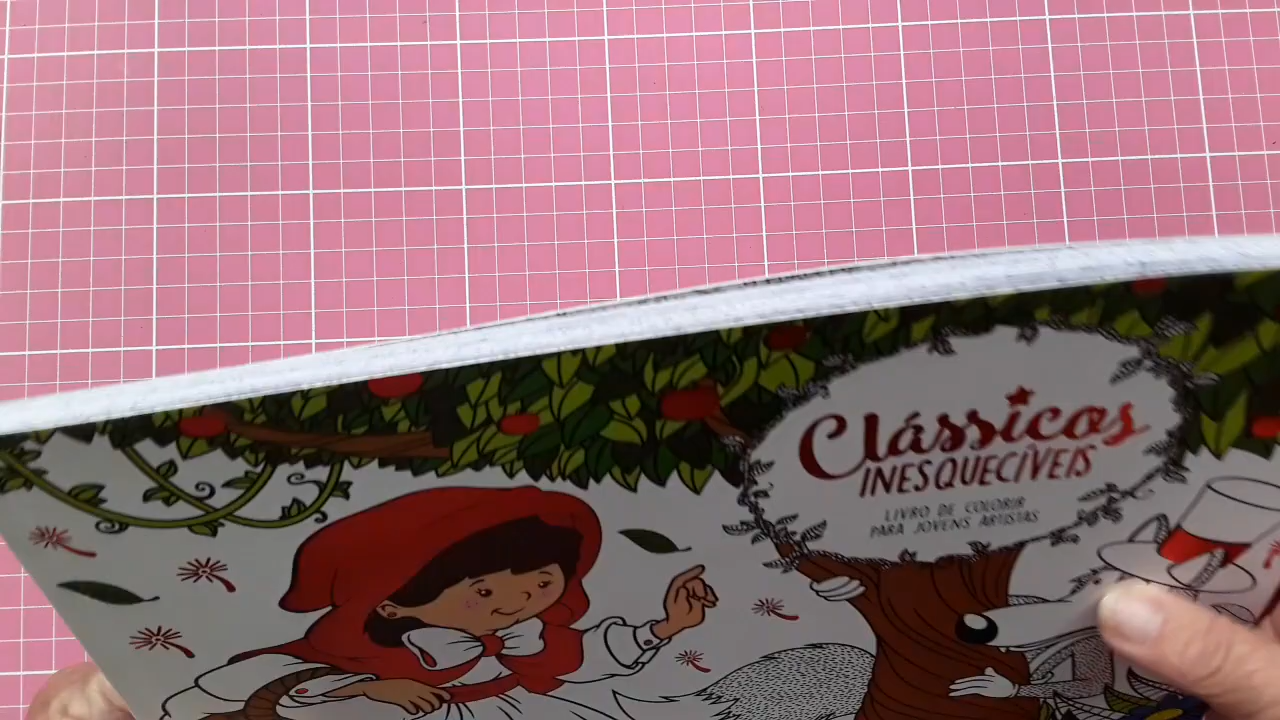 Clássicos
INESQUECÍVEIS
LIVRO DE COLORIR
PARA JOVENS ARTISTAS